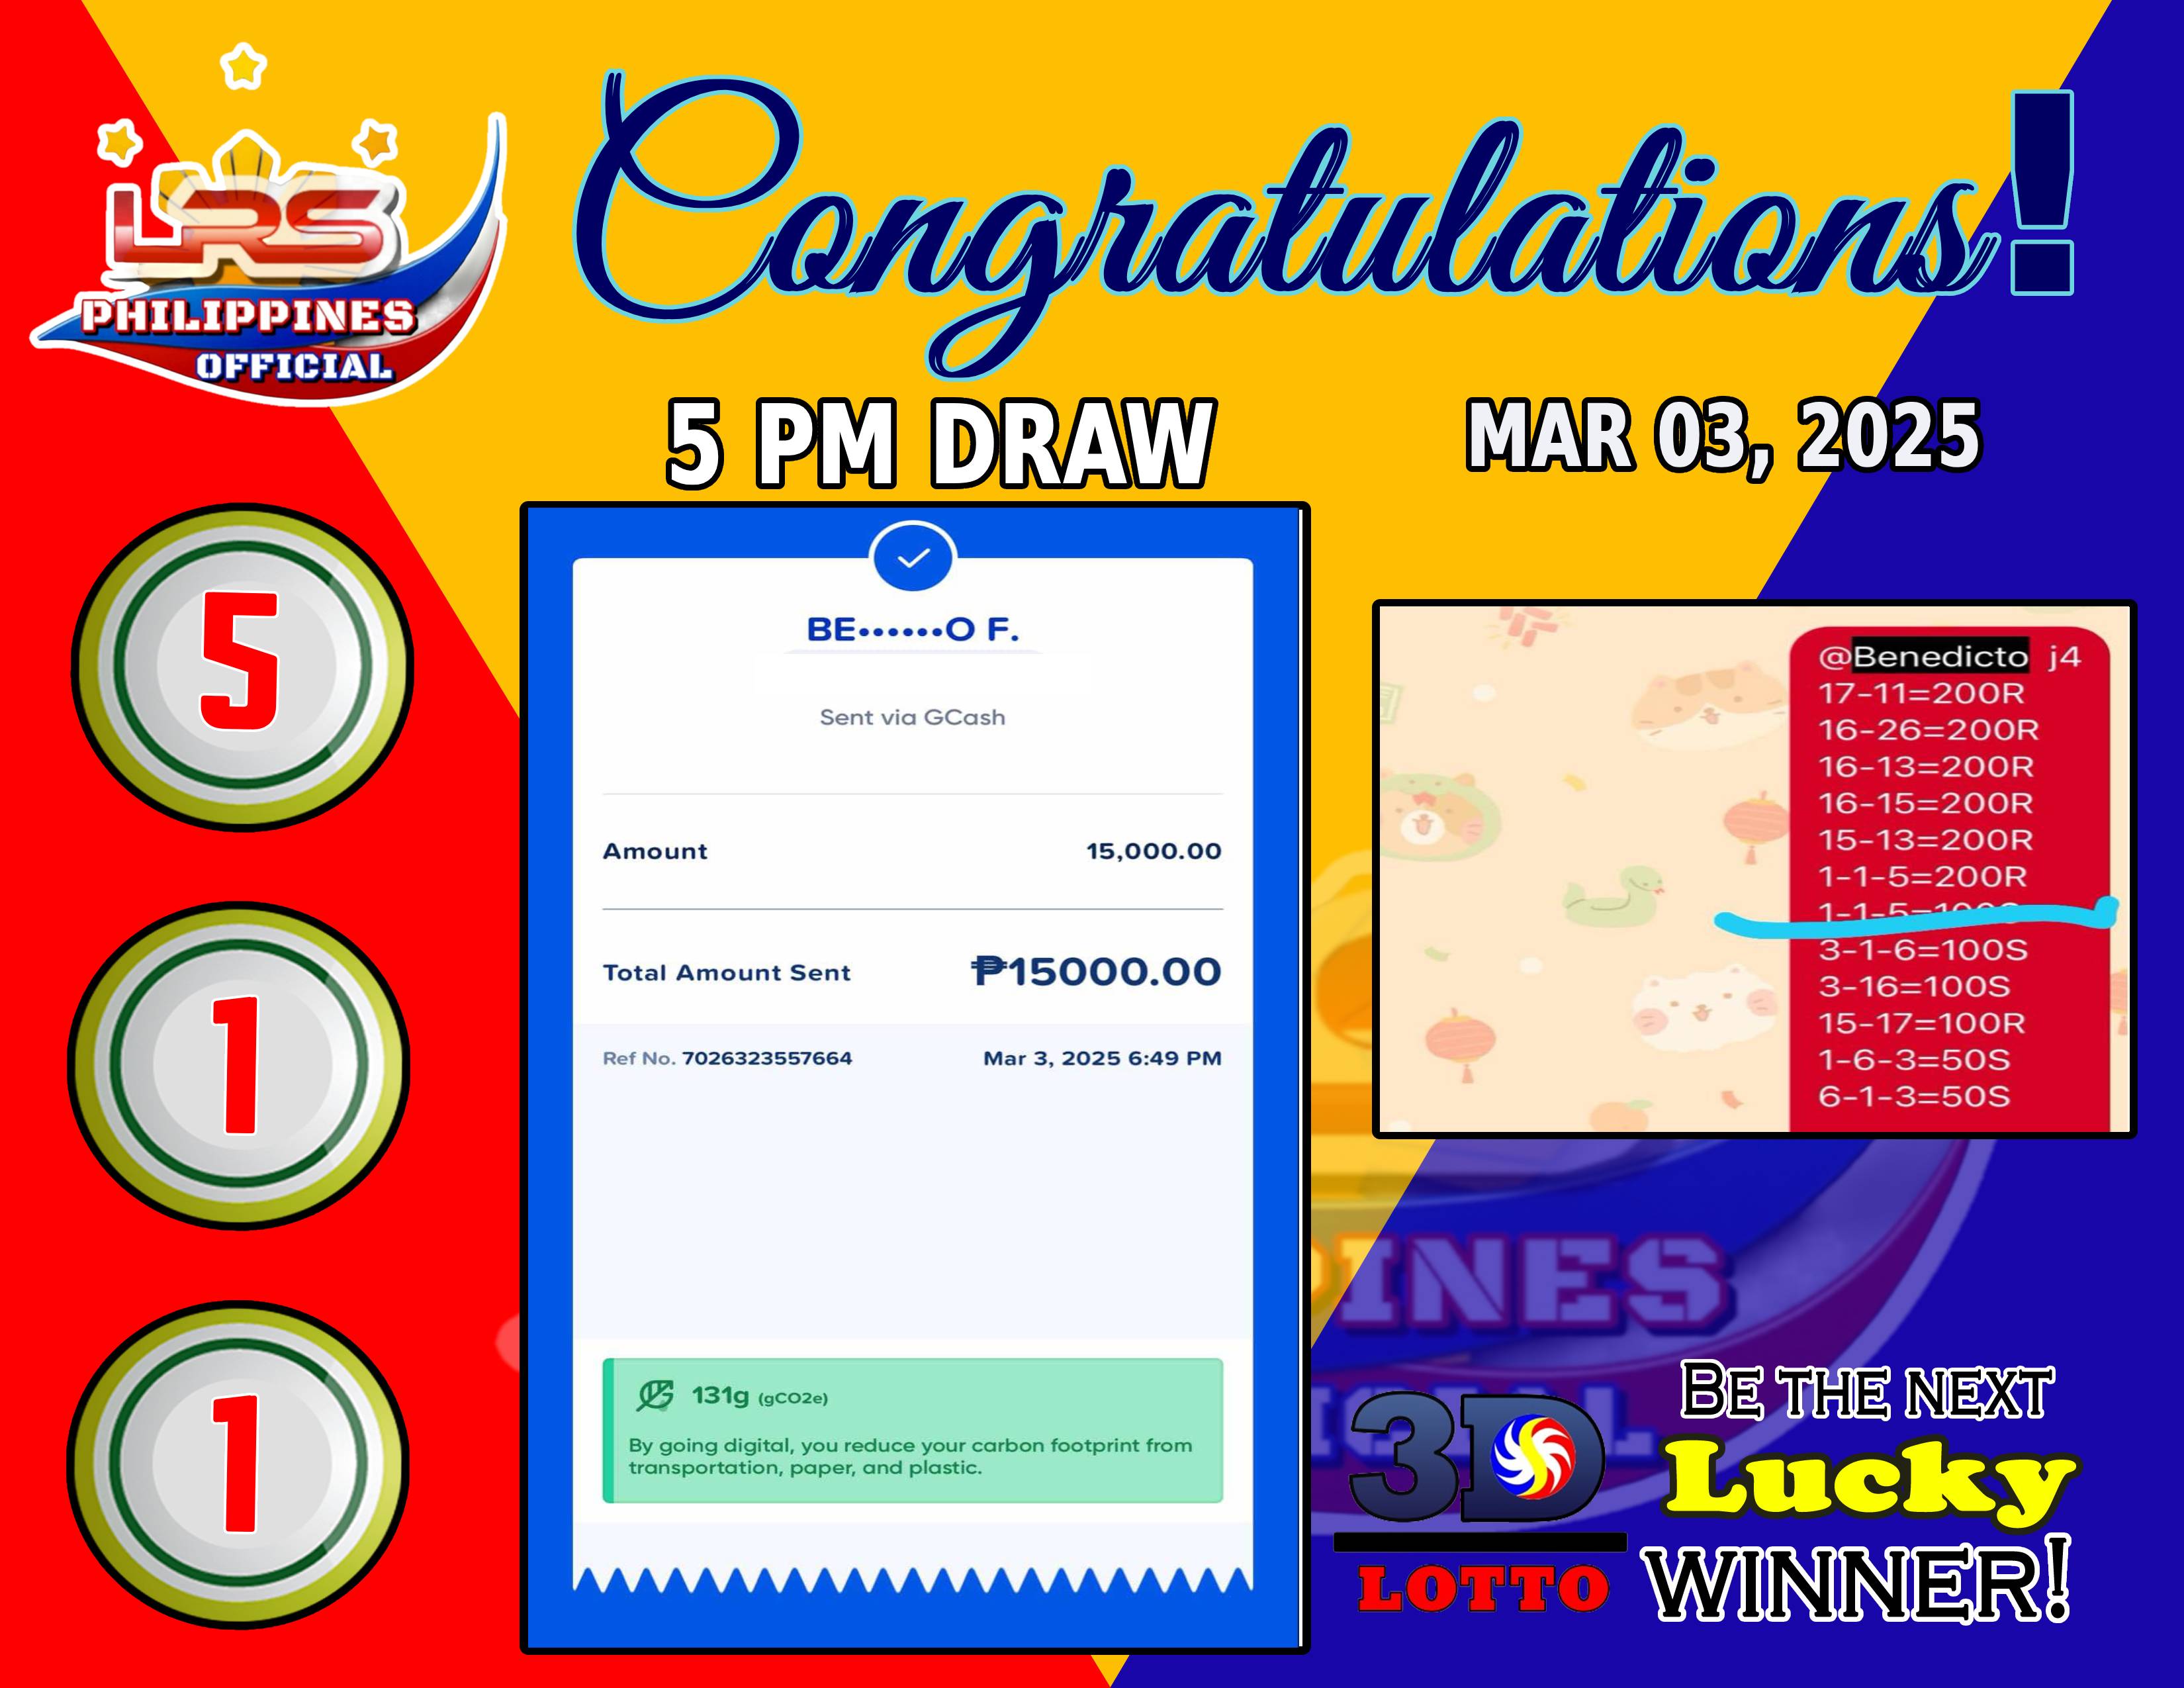 LRS
PHILIPPINES
OFFICIAL
Congratulations!
5 PM DRAW
MAR 03, 2025
5
1
1
BE••••••O F.
Sent via GCash
Amount 15,000.00
Total Amount Sent ₱15000.00
Ref No. 7026323557664 Mar 3, 2025 6:49 PM
131g (gCO2e)
By going digital, you reduce your carbon footprint from
transportation, paper, and plastic.
@Benedicto j4
17-11=200R
16-26=200R
16-13=200R
16-15=200R
15-13=200R
1-1-5=200R
1-1-5=100S
3-1-6=100S
3-16=100S
15-17=100R
1-6-3=50S
6-1-3=50S
PINES
3D
LOTTO
BE THE NEXT
Lucky
WINNER!